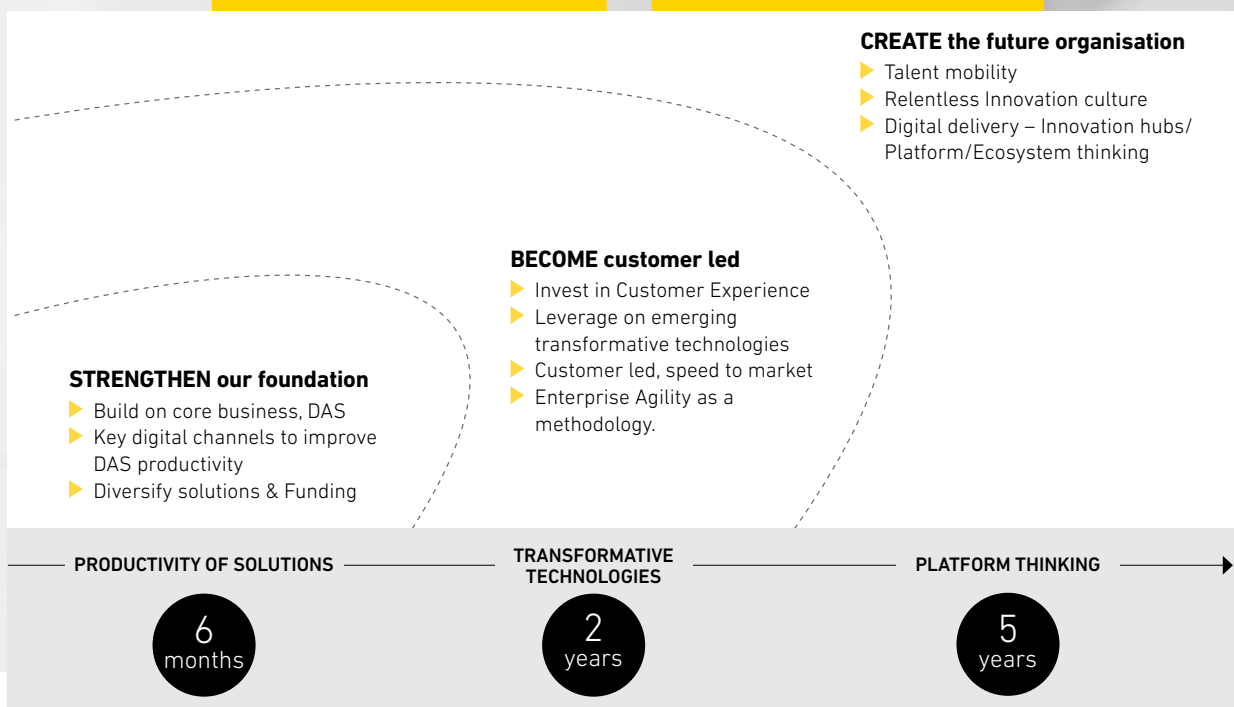 CREATE the future organisation
Talent mobility
Relentless Innovation culture
Digital delivery – Innovation hubs/
Platform/Ecosystem thinking
BECOME customer led
Invest in Customer Experience
Leverage on emerging
transformative technologies
Customer led, speed to market
Enterprise Agility as a
methodology.
STRENGTHEN our foundation
Build on core business, DAS
Key digital channels to improve
DAS productivity
Diversify solutions & Funding
PRODUCTIVITY OF SOLUTIONS
TRANSFORMATIVE
TECHNOLOGIES
PLATFORM THINKING
6
months
2
years
5
years